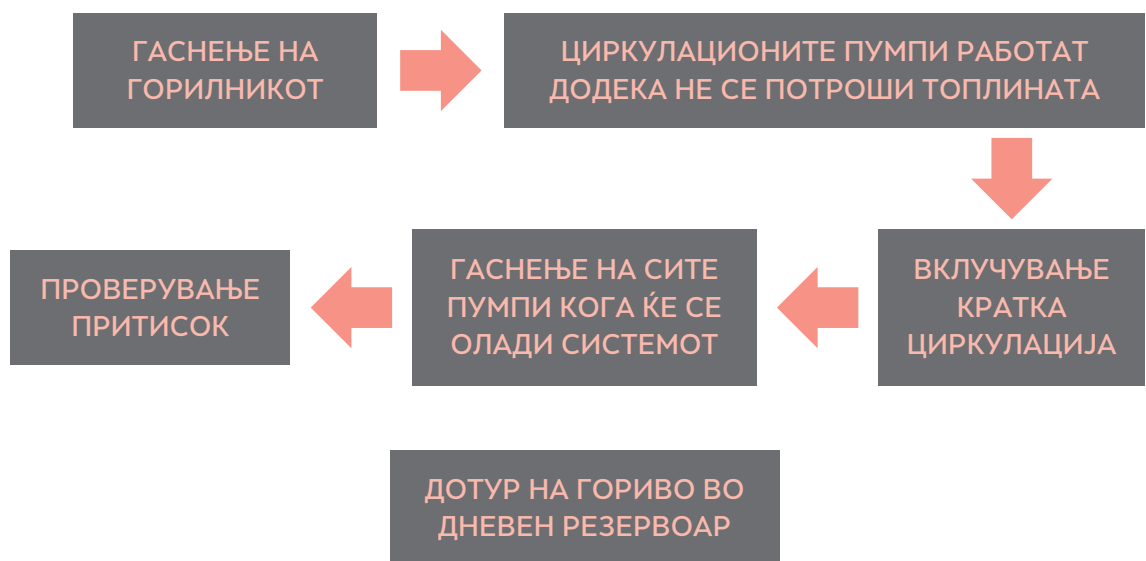 ГАСНЕЊЕ НА
ГОРИЛНИКОТ
ЦИРКУЛАЦИОНИТЕ ПУМПИ РАБОТАТ
ДОДЕКА НЕ СЕ ПОТРОШИ ТОПЛИНАТА
ВКЛУЧУВАЊЕ
КРАТКА
ЦИРКУЛАЦИЈА
ГАСНЕЊЕ НА СИТЕ
ПУМПИ КОГА ЌЕ СЕ
ОЛАДИ СИСТЕМОТ
ПРОВЕРУВАЊЕ
ПРИТИСОК
ДОТУР НА ГОРИВО ВО
ДНЕВЕН РЕЗЕРВОАР